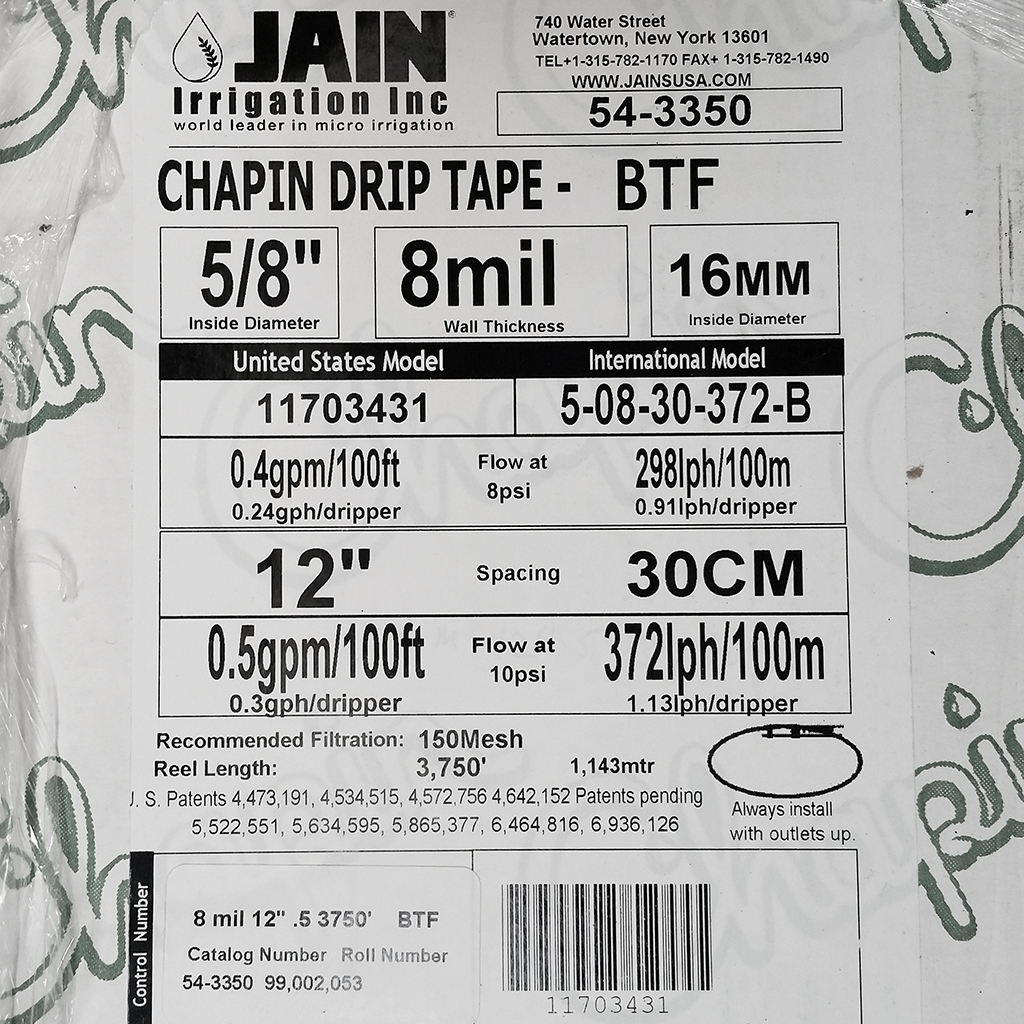 JAIN®
Irrigation Inc
world leader in micro irrigation
740 Water Street
Watertown, New York 13601
TEL+1-315-782-1170 FAX+ 1-315-782-1490
WWW.JAINSUSA.COM
54-3350
CHAPIN DRIP TAPE - BTF
5/8"
Inside Diameter
8mil
Wall Thickness
16MM
Inside Diameter
United States Model International Model
11703431 5-08-30-372-B
0.4gpm/100ft Flow at 8psi 298lph/100m
0.24gph/dripper 0.91lph/dripper
12" Spacing 30CM
0.5gpm/100ft Flow at 10psi 372lph/100m
0.3gph/dripper 1.13lph/dripper
Recommended Filtration: 150Mesh
Reel Length: 3,750' 1,143mtr
J. S. Patents 4,473,191, 4,534,515, 4,572,756 4,642,152 Patents pending
5,522,551, 5,634,595, 5,865,377, 6,464,816, 6,936,126
Always install
with outlets up.
Control Number
8 mil 12" .5 3750' BTF
Catalog Number Roll Number
54-3350 99,002,053
11703431